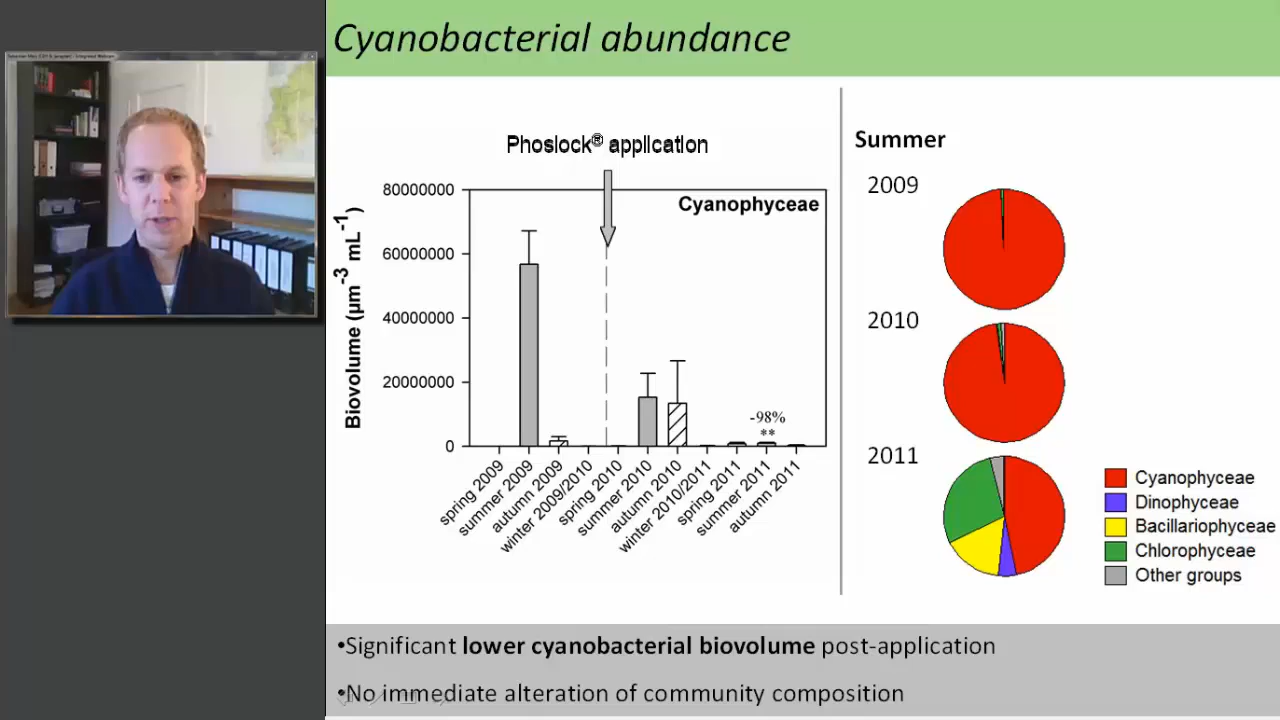 Cyanobacterial abundance
Phoslock® application
Cyanophyceae
Biovolume (µm⁻³ mL⁻¹)
80000000
60000000
40000000
20000000
0
-98%
**
spring 2009
summer 2009
autumn 2009
winter 2009/2010
spring 2010
summer 2010
autumn 2010
winter 2010/2011
spring 2011
summer 2011
autumn 2011
Summer
2009
2010
2011
Cyanophyceae
Dinophyceae
Bacillariophyceae
Chlorophyceae
Other groups
•Significant lower cyanobacterial biovolume post-application
•No immediate alteration of community composition